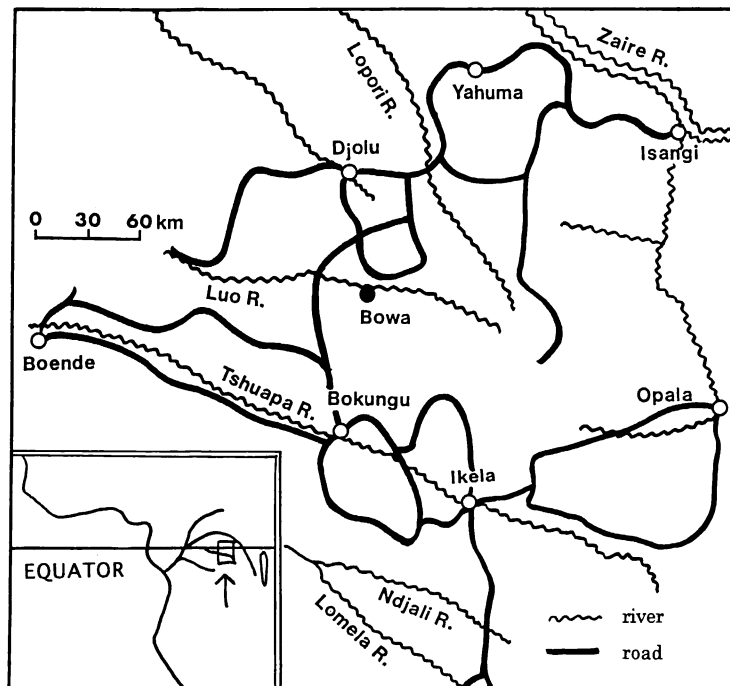 Zaire R.
Lopori R.
Yahuma
Djolu
Isangi
0 30 60 km
Luo R.
Bowa
Boende
Tshuapa R.
Bokungu
Opala
Ikela
EQUATOR
Ndjali R.
Lomela R.
river
road